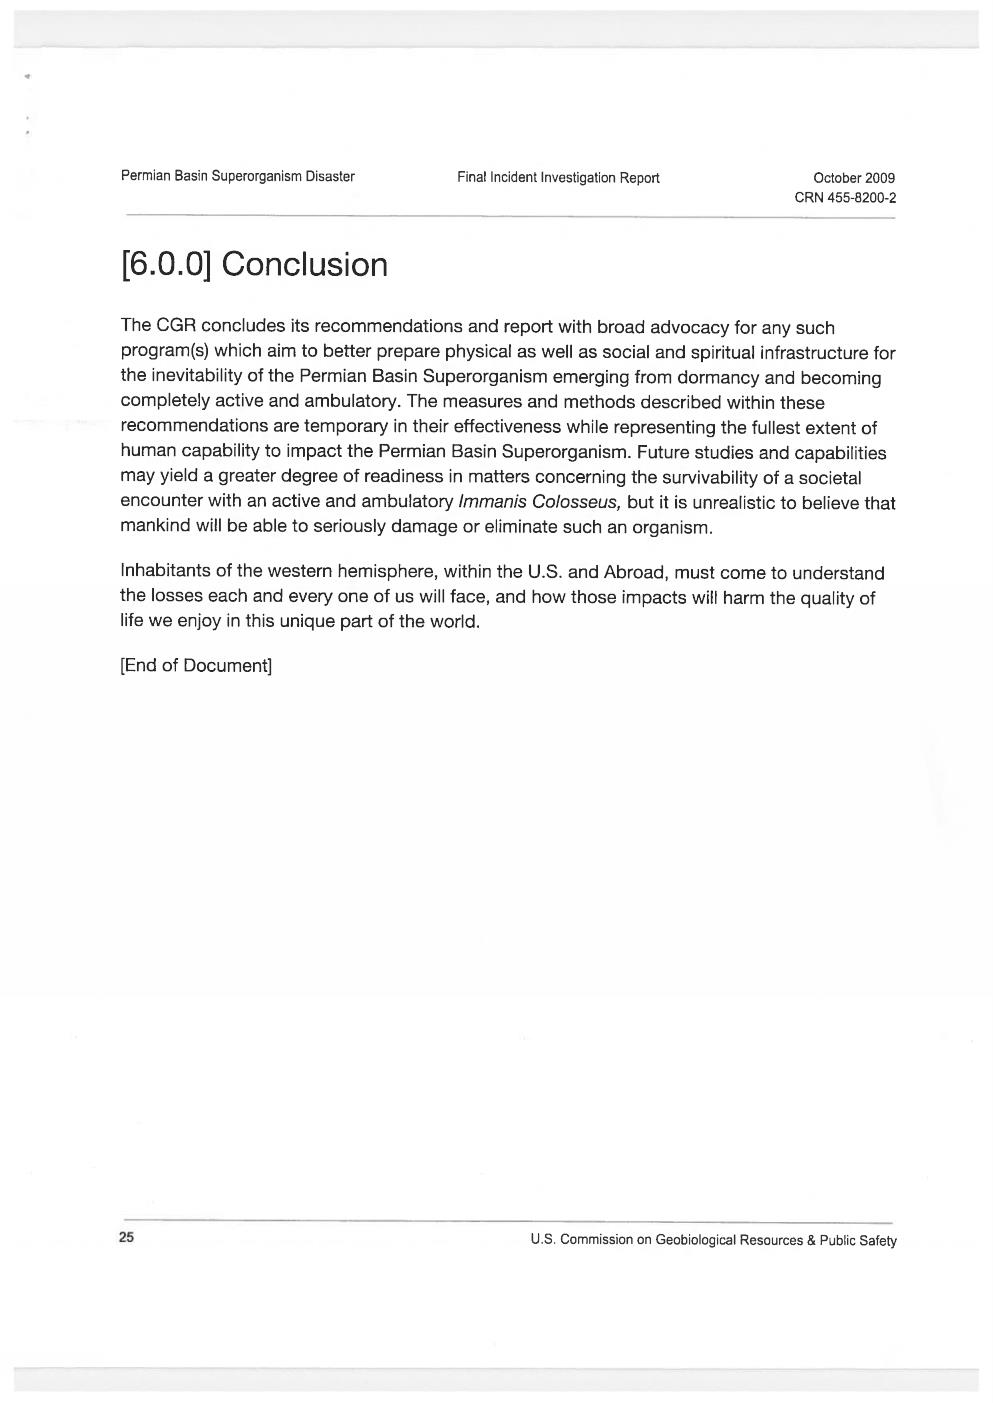 Permian Basin Superorganism Disaster Final Incident Investigation Report October 2009
CRN 455-8200-2
[6.0.0] Conclusion
The CGR concludes its recommendations and report with broad advocacy for any such
program(s) which aim to better prepare physical as well as social and spiritual infrastructure for
the inevitability of the Permian Basin Superorganism emerging from dormancy and becoming
completely active and ambulatory. The measures and methods described within these
recommendations are temporary in their effectiveness while representing the fullest extent of
human capability to impact the Permian Basin Superorganism. Future studies and capabilities
may yield a greater degree of readiness in matters concerning the survivability of a societal
encounter with an active and ambulatory Immanis Colosseus, but it is unrealistic to believe that
mankind will be able to seriously damage or eliminate such an organism.
Inhabitants of the western hemisphere, within the U.S. and Abroad, must come to understand
the losses each and every one of us will face, and how those impacts will harm the quality of
life we enjoy in this unique part of the world.
[End of Document]
25 U.S. Commission on Geobiological Resources & Public Safety